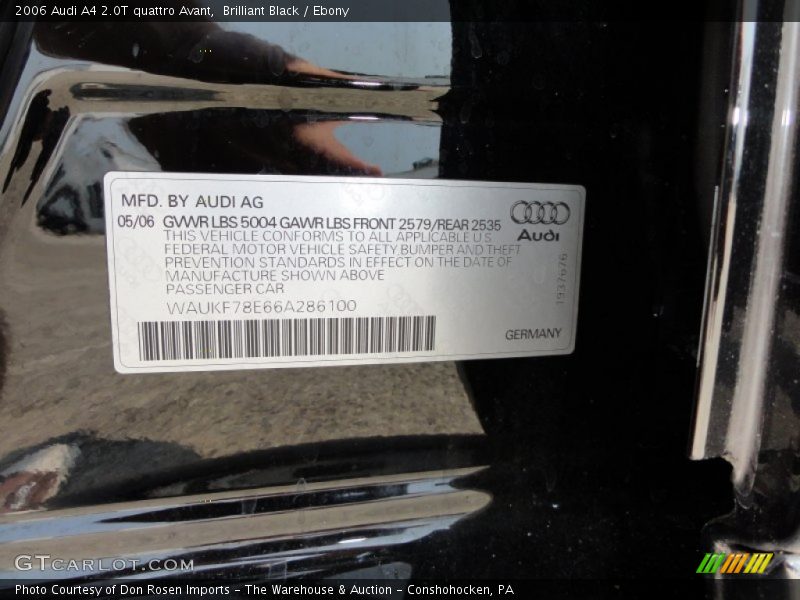 2006 Audi A4 2.0T quattro Avant, Brilliant Black / Ebony
MFD. BY AUDI AG
05/06 GVWR LBS 5004 GAWR LBS FRONT 2579/REAR 2535
THIS VEHICLE CONFORMS TO ALL APPLICABLE U.S.
FEDERAL MOTOR VEHICLE SAFETY, BUMPER AND THEFT
PREVENTION STANDARDS IN EFFECT ON THE DATE OF
MANUFACTURE SHOWN ABOVE
PASSENGER CAR
WAUKF78E66A286100
Audi
1937676
GERMANY
GTCARLOT.COM
Photo Courtesy of Don Rosen Imports - The Warehouse & Auction - Conshohocken, PA